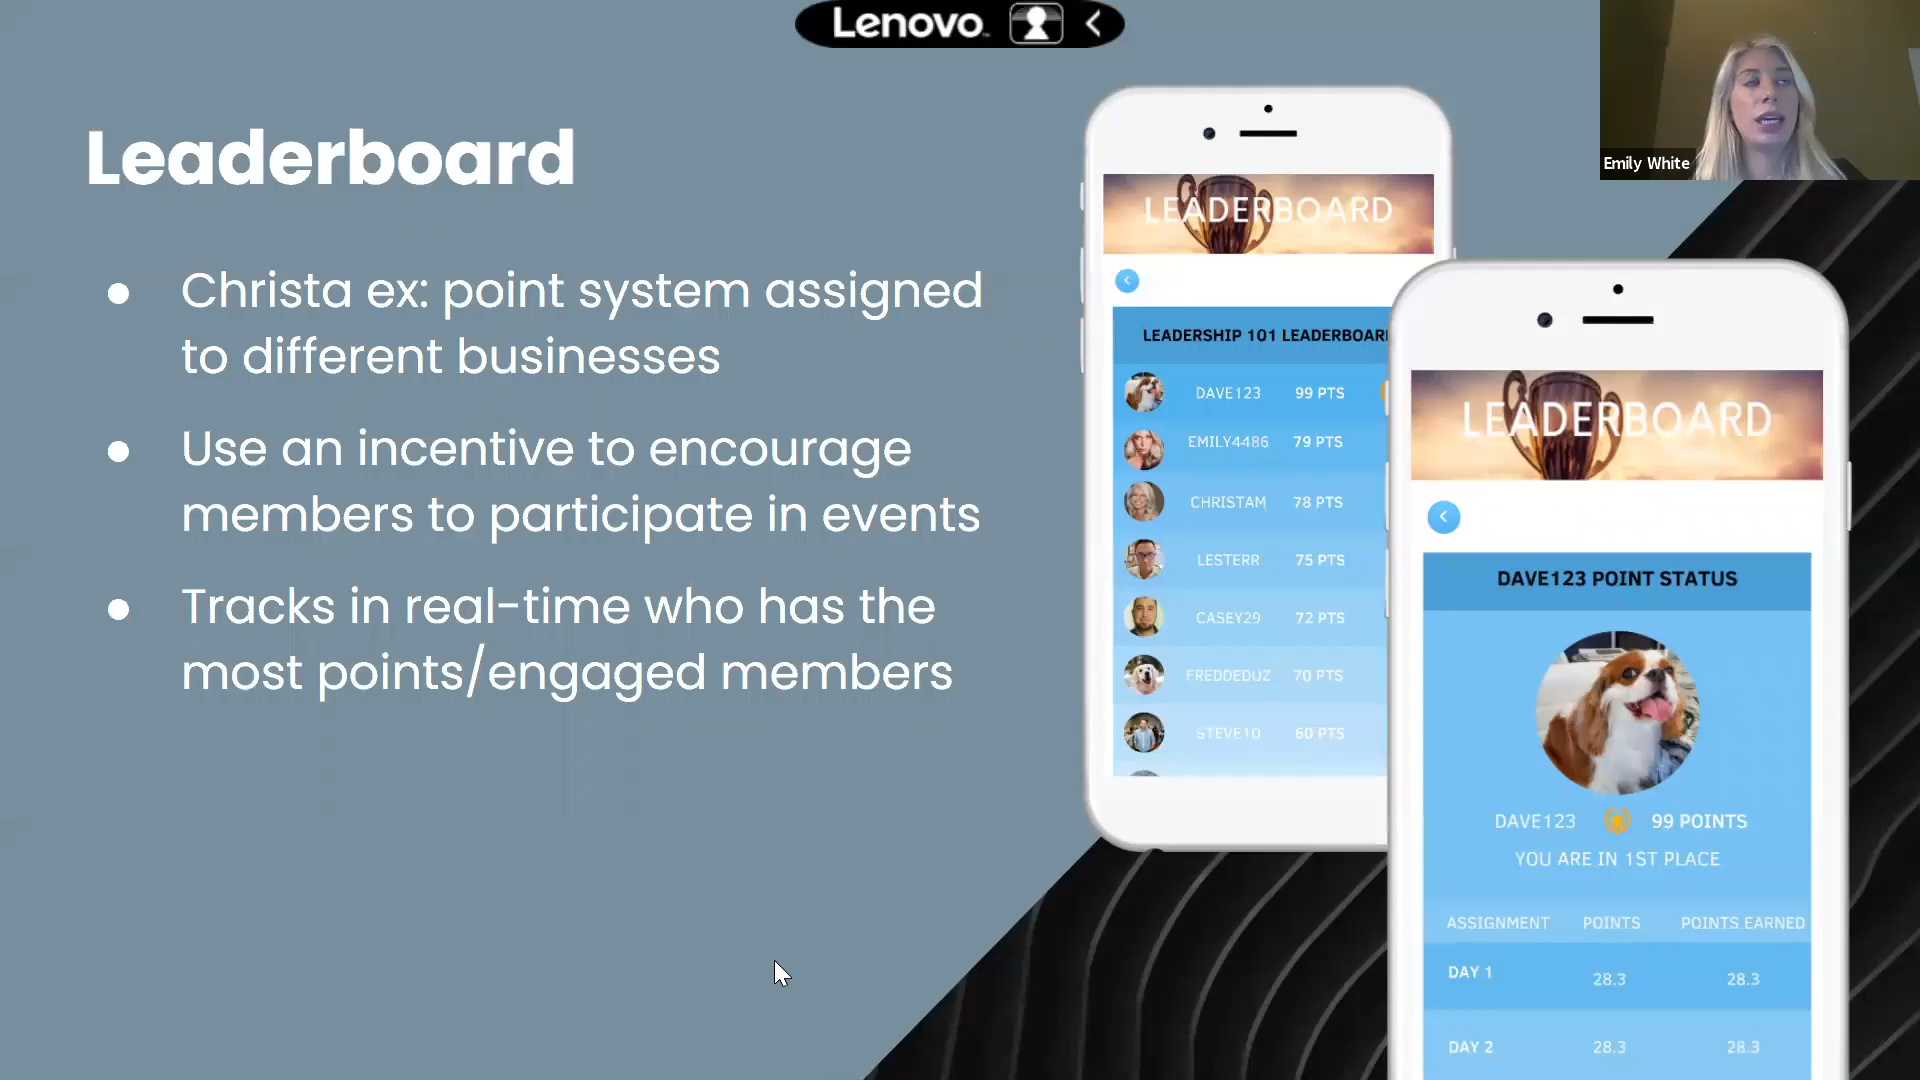 Lenovo
Emily White
Leaderboard
● Christa ex: point system assigned
to different businesses
● Use an incentive to encourage
members to participate in events
● Tracks in real-time who has the
most points/engaged members
LEADERBOARD
LEADERSHIP 101 LEADERBOAR
DAVE123 99 PTS
EMILY4486 79 PTS
CHRISTAM 78 PTS
LESTERR 75 PTS
CASEY29 72 PTS
FREDDEDUZ 70 PTS
STEVE10 60 PTS
LEADERBOARD
DAVE123 POINT STATUS
DAVE123 99 POINTS
YOU ARE IN 1ST PLACE
ASSIGNMENT POINTS POINTS EARNED
DAY 1 28.3 28.3
DAY 2 28.3 28.3